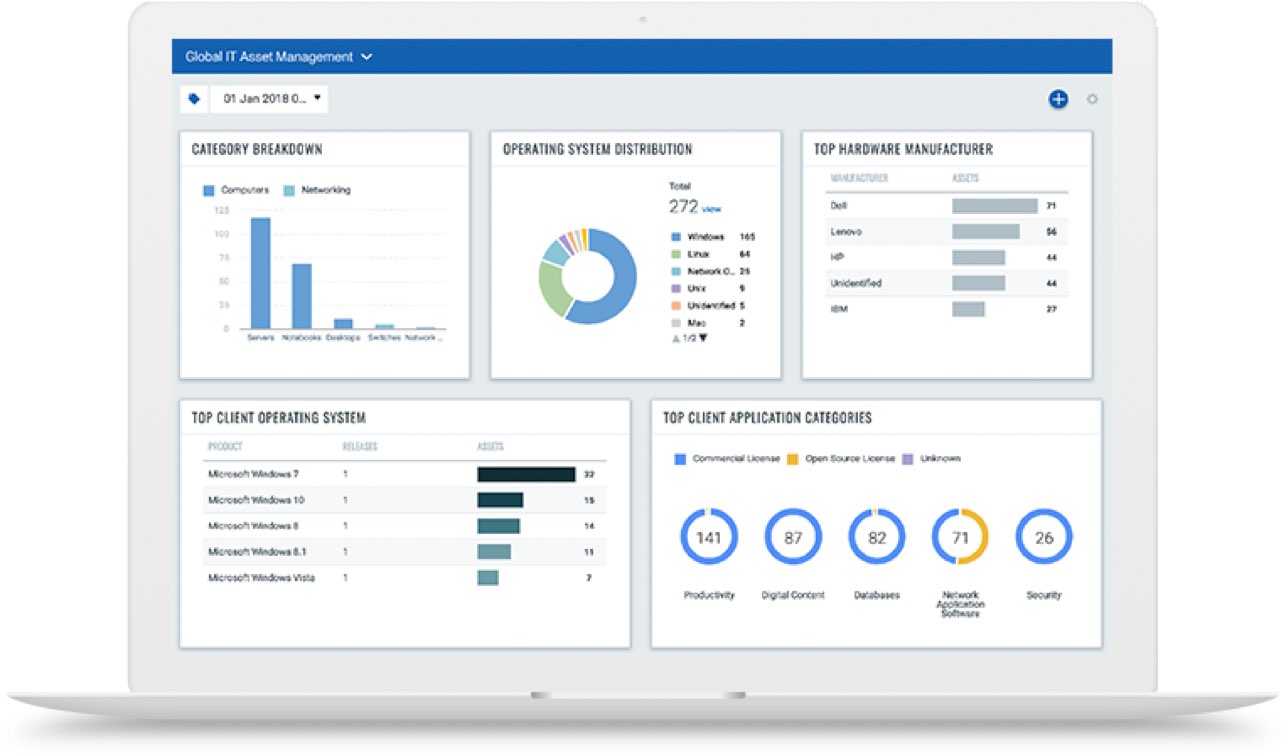 Global IT Asset Management
01 Jan 2018 0...
CATEGORY BREAKDOWN
Computers Networking
125
100
75
50
25
0
Servers Notebooks Desktops Switches Network ...
OPERATING SYSTEM DISTRIBUTION
Total
272 view
Windows 165
Linux 64
Network O... 25
Unix 9
Unidentified 5
Mac 2
1/2
TOP HARDWARE MANUFACTURER
MANUFACTURER ASSETS
Dell 71
Lenovo 56
HP 44
Unidentified 44
IBM 27
TOP CLIENT OPERATING SYSTEM
PRODUCT RELEASES ASSETS
Microsoft Windows 7 1 32
Microsoft Windows 10 1 15
Microsoft Windows 8 1 14
Microsoft Windows 8.1 1 11
Microsoft Windows Vista 1 7
TOP CLIENT APPLICATION CATEGORIES
Commercial License Open Source License Unknown
141 87 82 71 26
Productivity Digital Content Databases Network Security
Application
Software